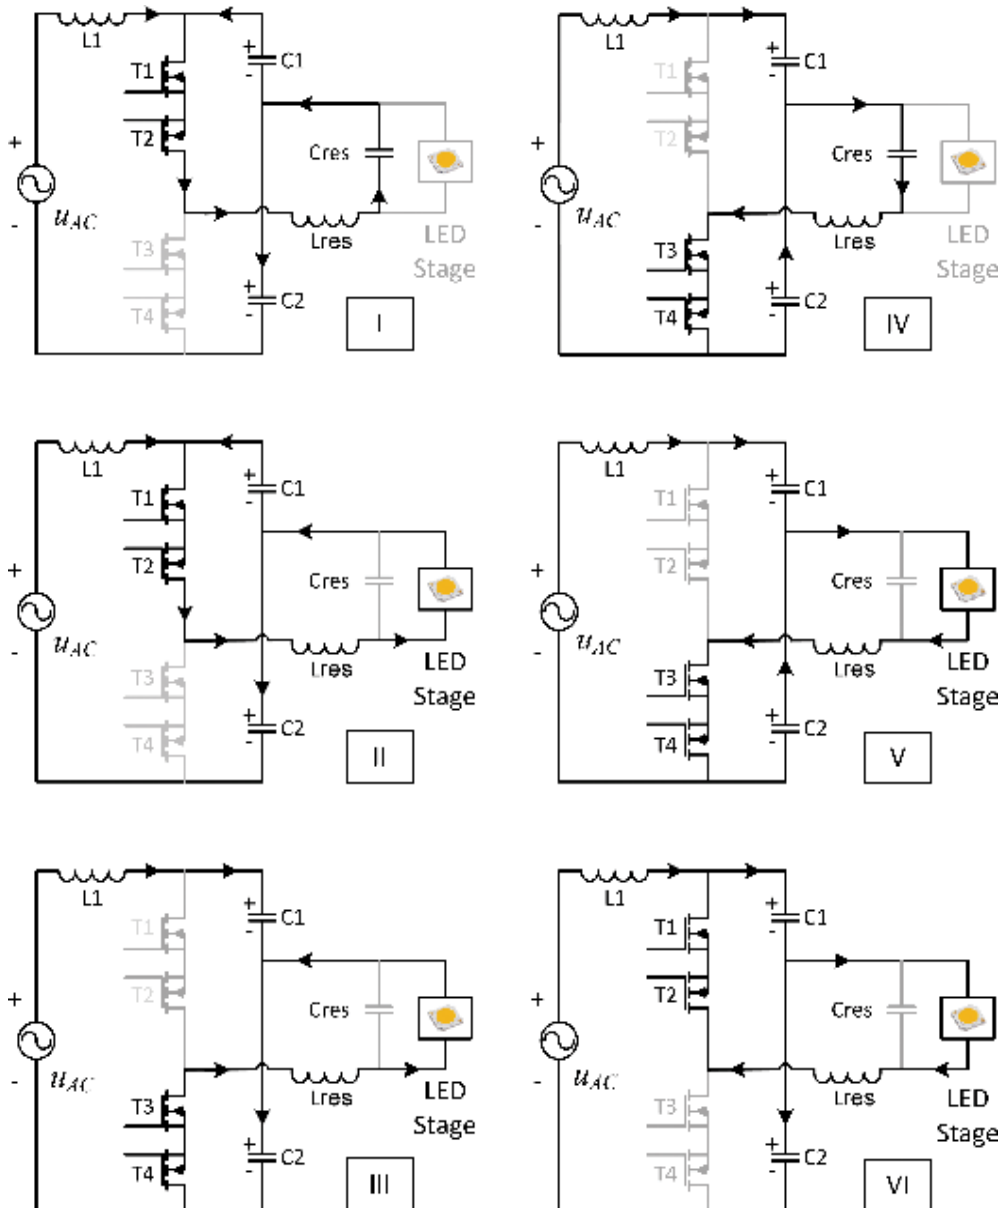 L1
+
-
C1
T1
T2
Cres
+
-
u_AC
Lres
T3
T4
+
-
C2
LED
Stage
I
L1
+
-
C1
T1
T2
Cres
+
-
u_AC
Lres
T3
T4
+
-
C2
LED
Stage
IV
L1
+
-
C1
T1
T2
Cres
+
-
u_AC
Lres
T3
T4
+
-
C2
LED
Stage
II
L1
+
-
C1
T1
T2
Cres
+
-
u_AC
Lres
T3
T4
+
-
C2
LED
Stage
V
L1
+
-
C1
T1
T2
Cres
+
-
u_AC
Lres
T3
T4
+
-
C2
LED
Stage
III
L1
+
-
C1
T1
T2
Cres
+
-
u_AC
Lres
T3
T4
+
-
C2
LED
Stage
VI